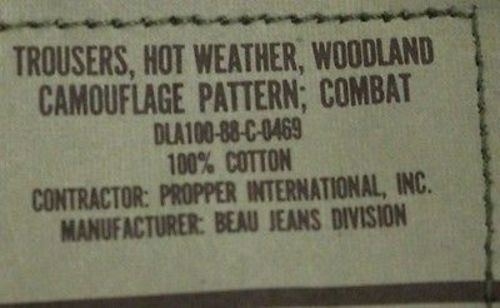 TROUSERS, HOT WEATHER, WOODLAND
CAMOUFLAGE PATTERN; COMBAT
DLA100-88-C-0469
100% COTTON
CONTRACTOR: PROPPER INTERNATIONAL, INC.
MANUFACTURER: BEAU JEANS DIVISION